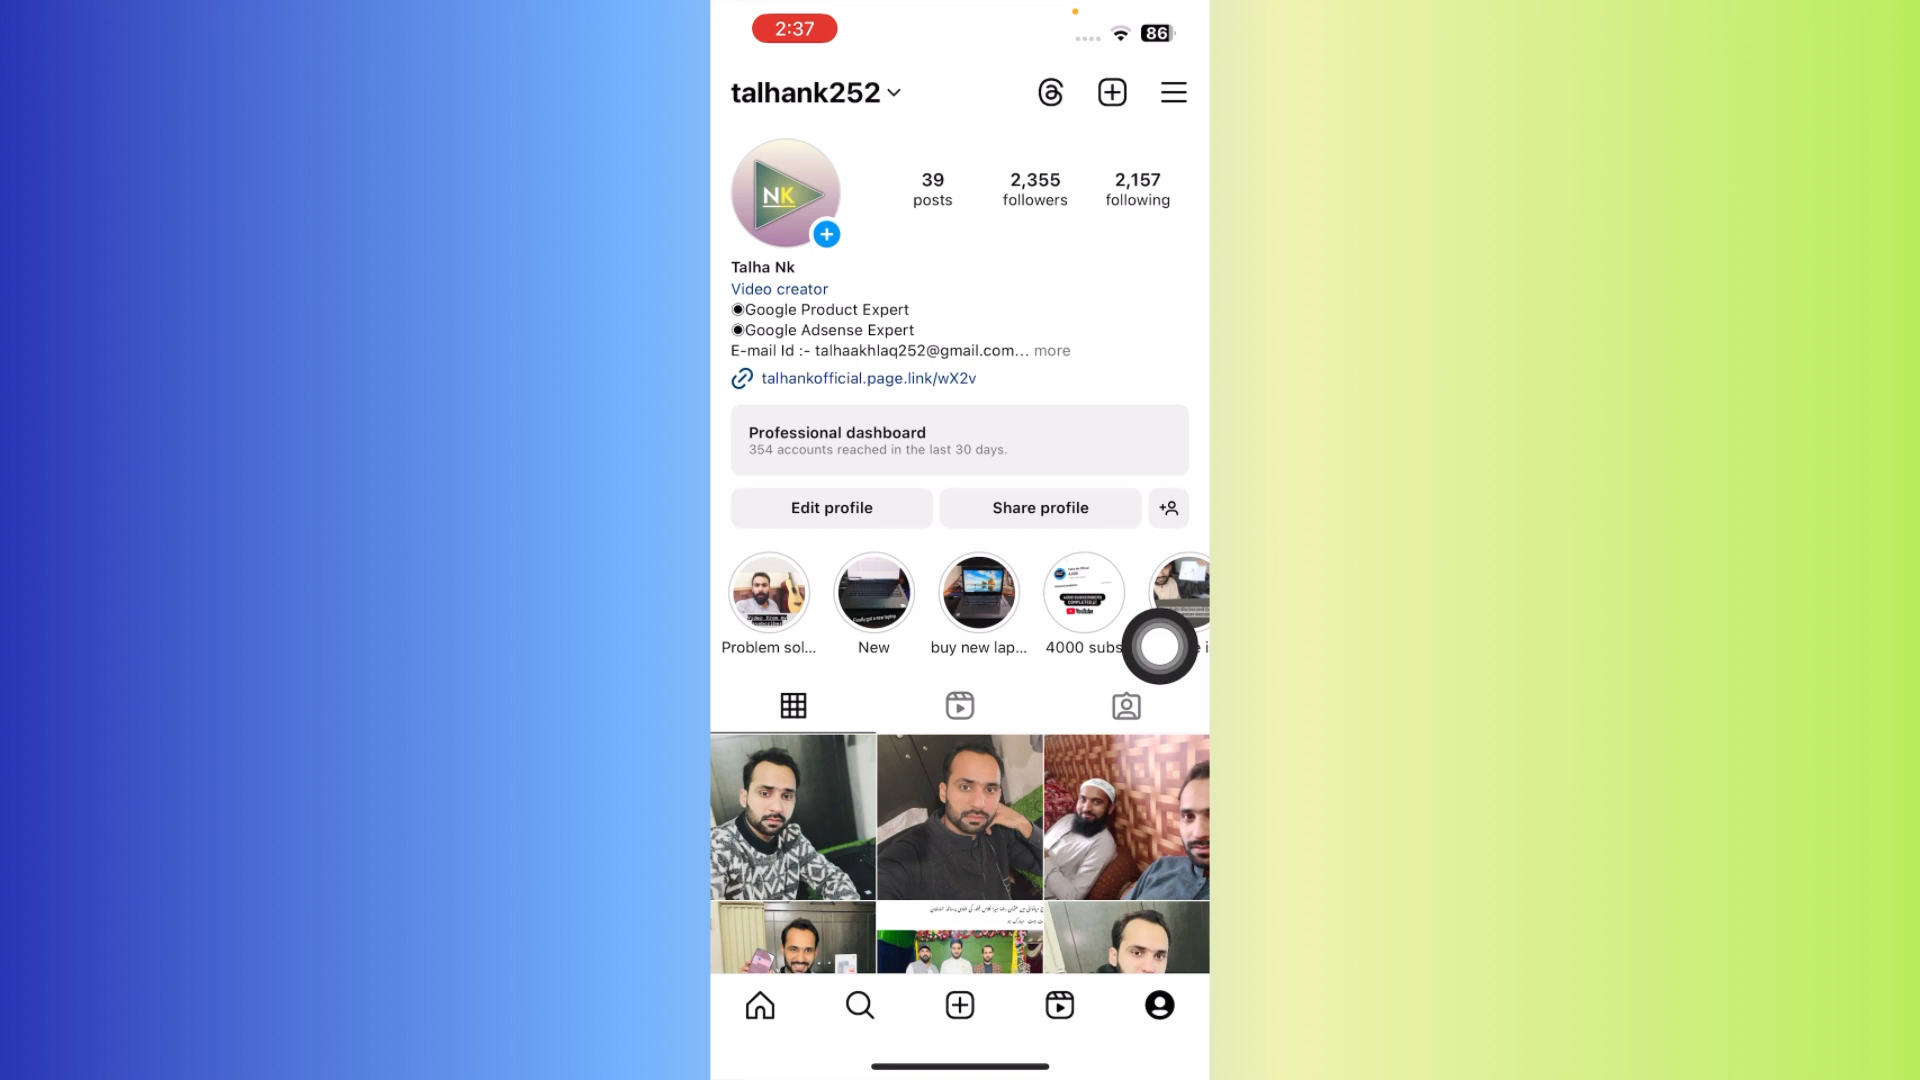 2:37
86
talhank252
39
posts
2,355
followers
2,157
following
NK
Talha Nk
Video creator
◉Google Product Expert
◉Google Adsense Expert
E-mail Id :- talhaakhlaq252@gmail.com... more
talhankofficial.page.link/wX2v
Professional dashboard
354 accounts reached in the last 30 days.
Edit profile
Share profile
Problem sol...
New
buy new lap...
4000 subs
YouTube